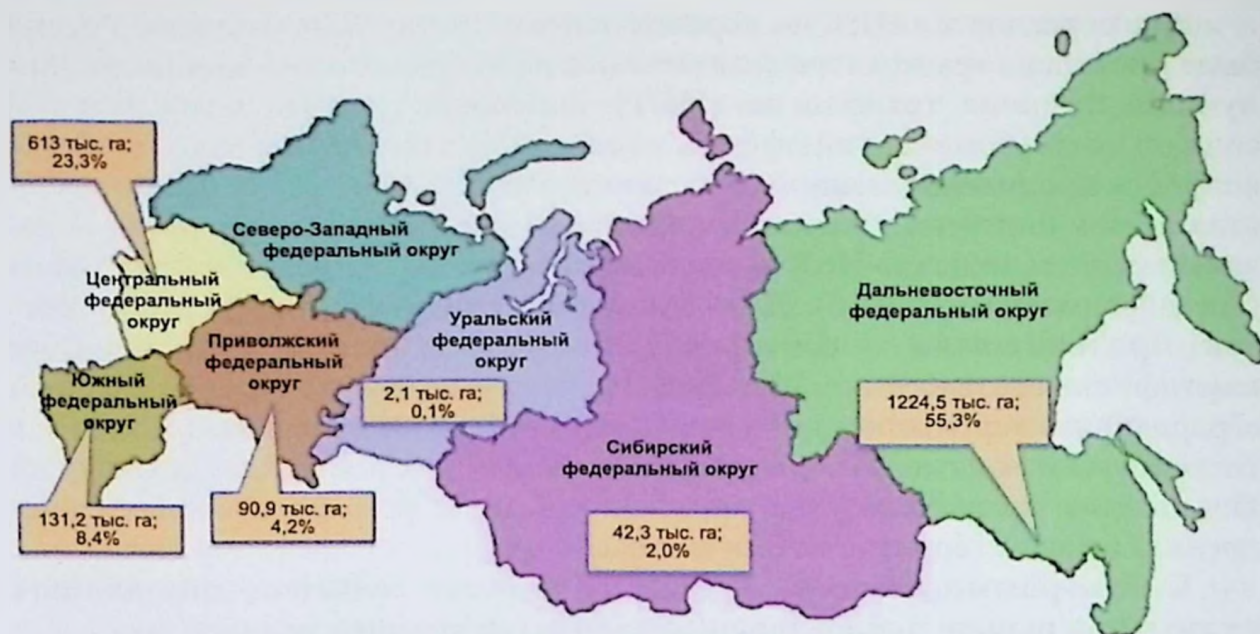 613 тыс. га;
23,3%
Северо-Западный
федеральный округ
Центральный
федеральный
округ
Приволжский
федеральный
округ
Уральский
федеральный
округ
Дальневосточный
федеральный округ
Южный
федеральный
округ
2,1 тыс. га;
0,1%
1224,5 тыс. га;
55,3%
Сибирский
федеральный округ
131,2 тыс. га;
8,4%
90,9 тыс. га;
4,2%
42,3 тыс. га;
2,0%